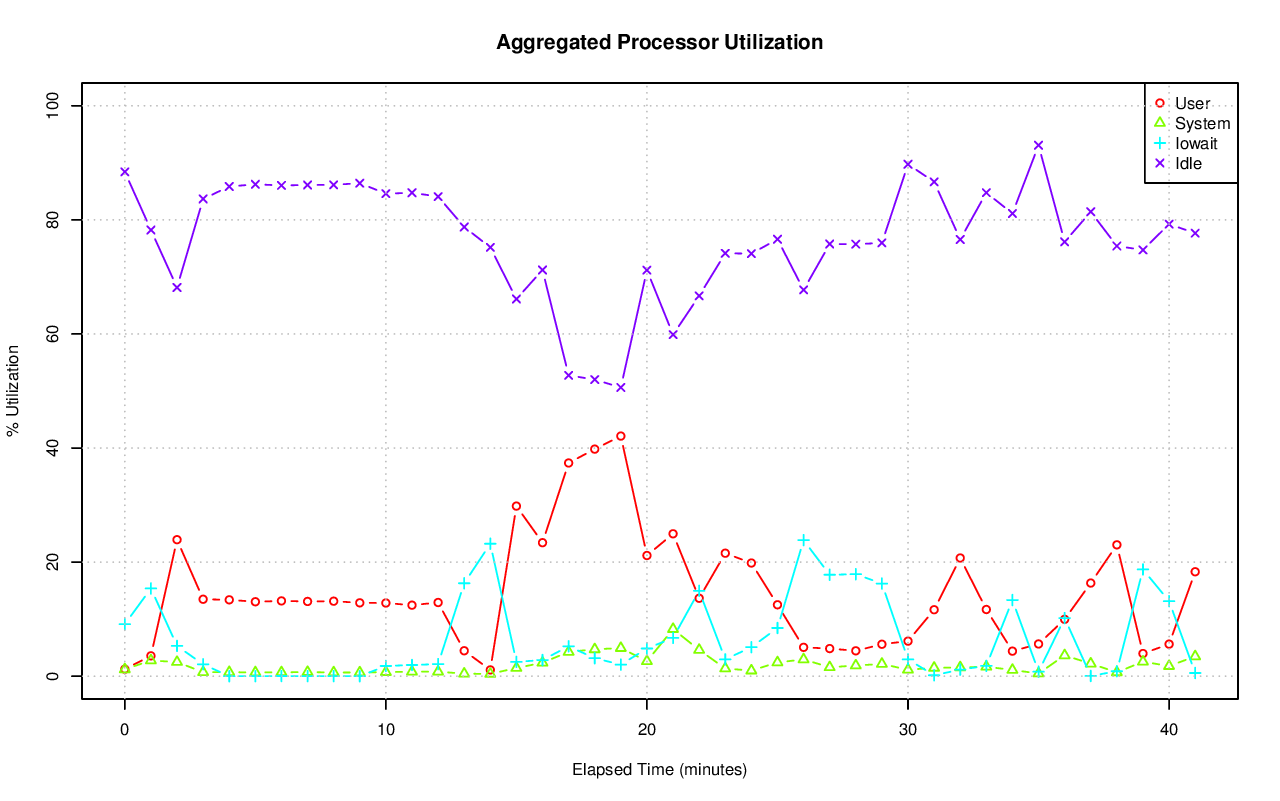 Aggregated Processor Utilization
% Utilization
100
80
60
40
20
0
User
System
Iowait
Idle
0 10 20 30 40
Elapsed Time (minutes)